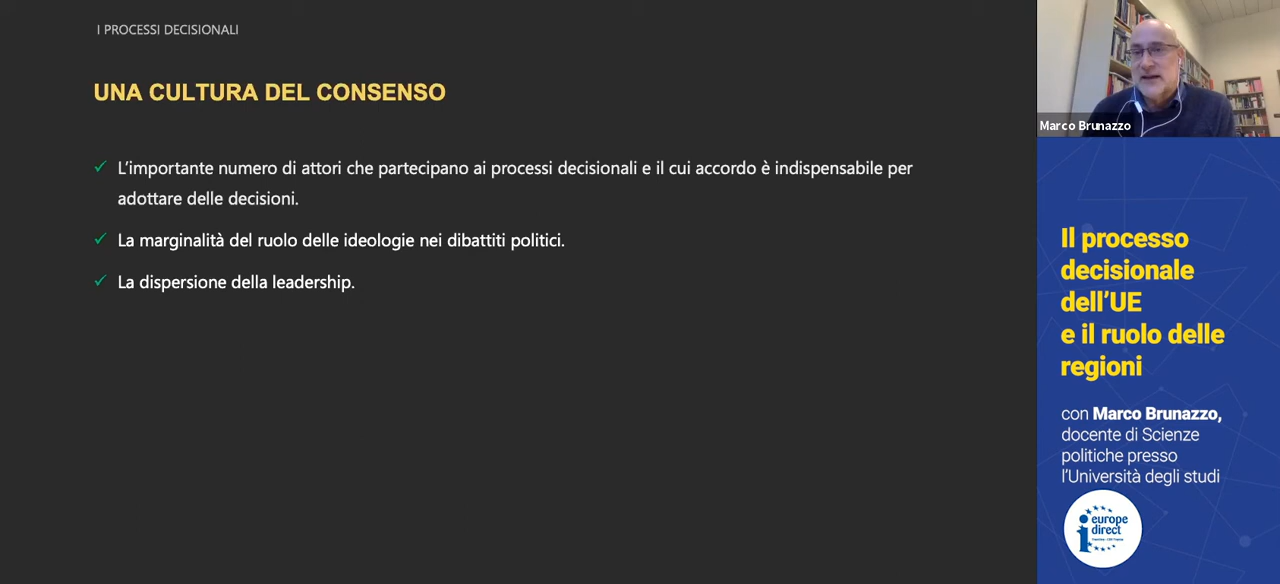 I PROCESSI DECISIONALI
UNA CULTURA DEL CONSENSO
L’importante numero di attori che partecipano ai processi decisionali e il cui accordo è indispensabile per
adottare delle decisioni.
La marginalità del ruolo delle ideologie nei dibattiti politici.
La dispersione della leadership.
Marco Brunazzo
Il processo
decisionale
dell’UE
e il ruolo delle
regioni
con Marco Brunazzo,
docente di Scienze
politiche presso
l’Università degli studi
europe
direct